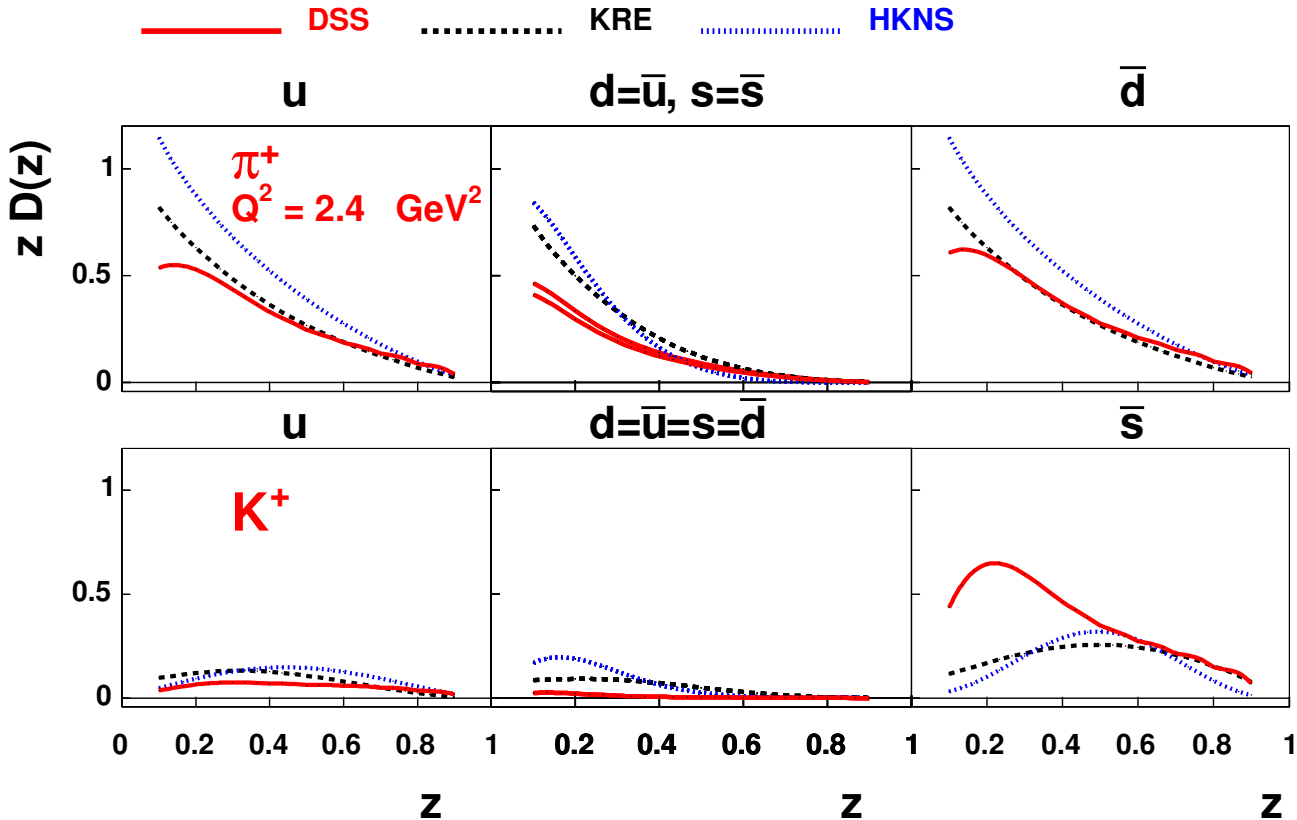 DSS KRE HKNS
u d=u̅, s=s̅ d̅
z D(z)
1
0.5
0
π⁺
Q² = 2.4 GeV²
u d=u̅=s=d̅ s̅
1
0.5
0
K⁺
0 0.2 0.4 0.6 0.8 1 0.2 0.4 0.6 0.8 1 0.2 0.4 0.6 0.8 1
z z z